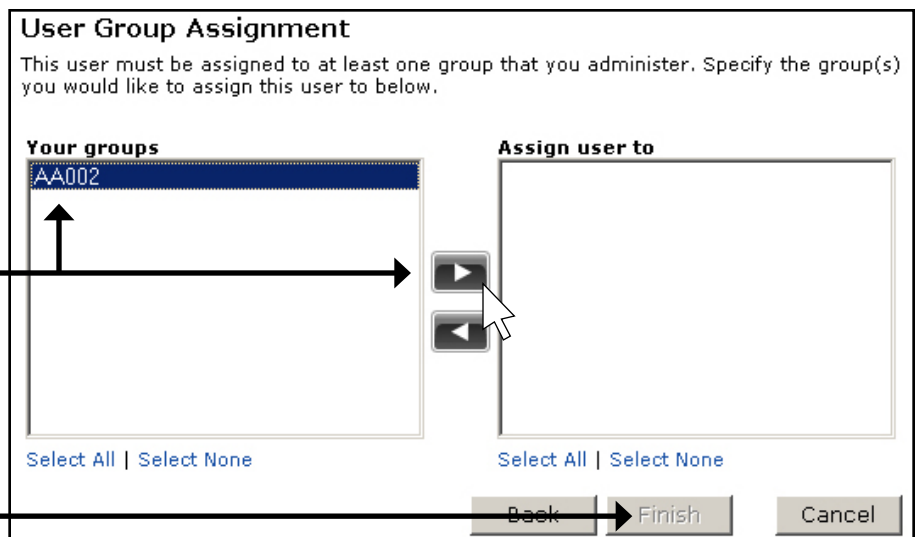 User Group Assignment
This user must be assigned to at least one group that you administer. Specify the group(s)
you would like to assign this user to below.
Your groups
Assign user to
AA002
Select All | Select None
Select All | Select None
Back
Finish
Cancel